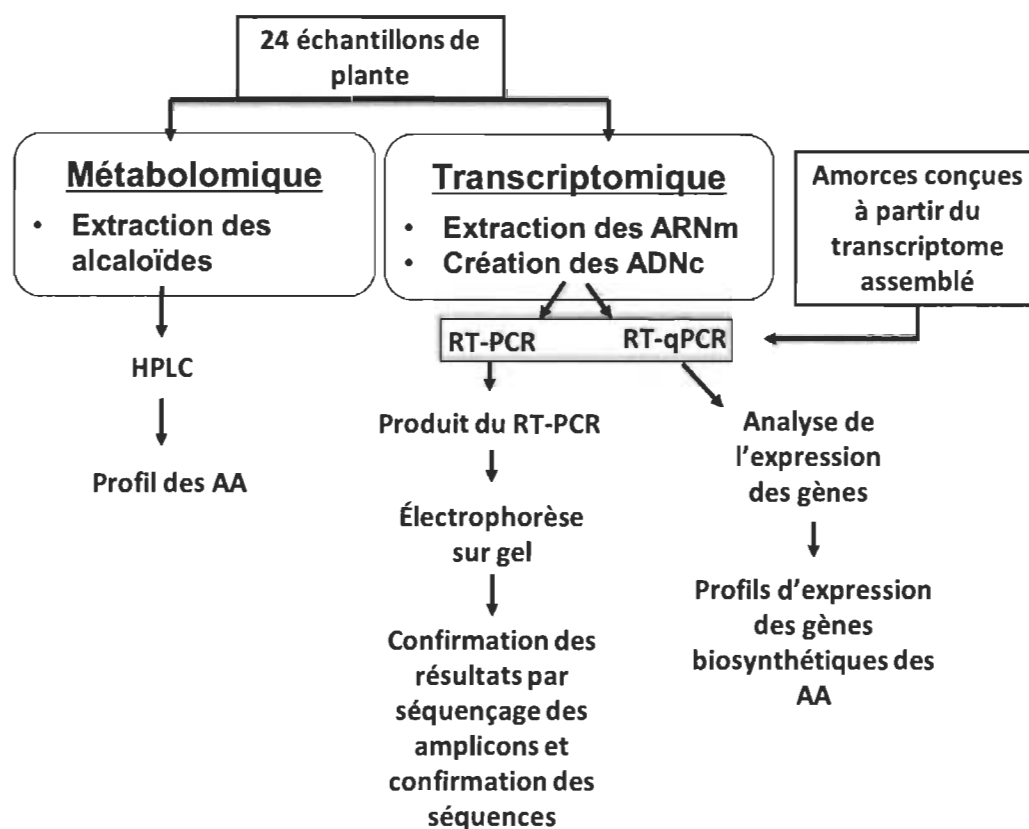 24 échantillons de
plante
Métabolomique
• Extraction des
alcaloïdes
Transcriptomique
• Extraction des ARNm
• Création des ADNc
Amorces conçues
à partir du
transcriptome
assemblé
RT-PCR
RT-qPCR
HPLC
Profil des AA
Produit du RT-PCR
Électrophorèse
sur gel
Confirmation des
résultats par
séquençage des
amplicons et
confirmation des
séquences
Analyse de
l'expression
des gènes
Profils d'expression
des gènes
biosynthétiques des
AA